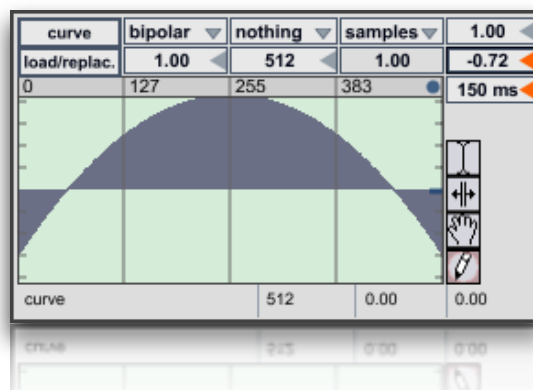 curve bipolar nothing samples 1.00
load/replac. 1.00 512 1.00 -0.72
0 127 255 383 150 ms
curve 512 0.00 0.00